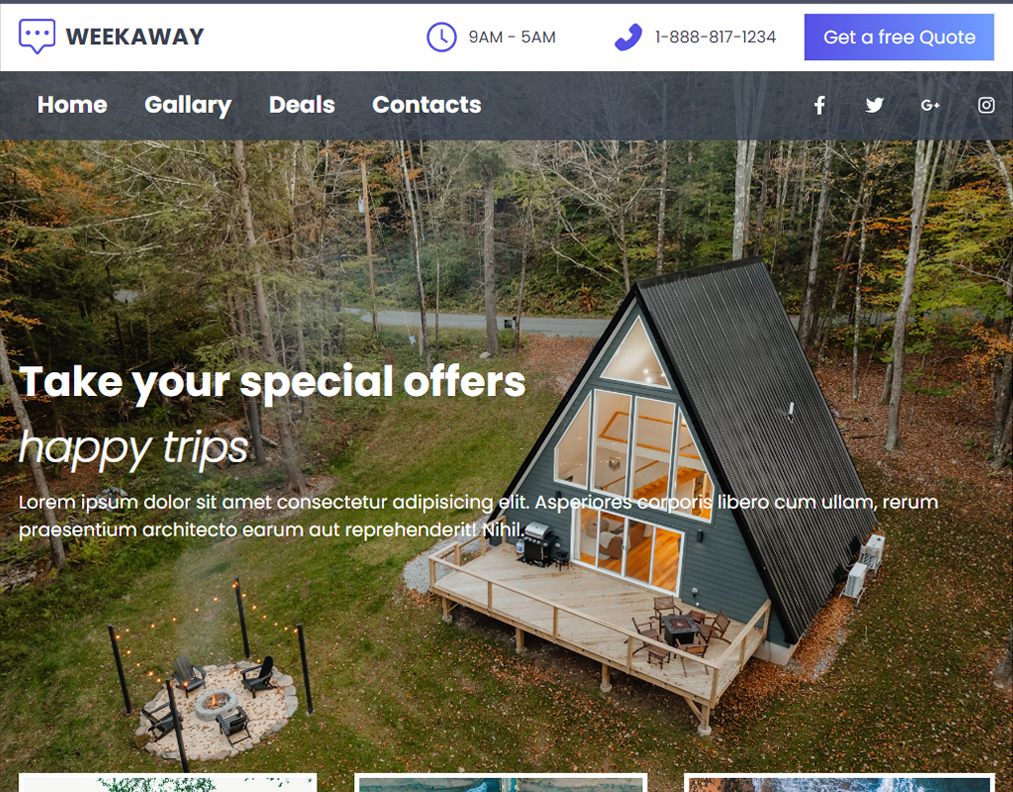 WEEKAWAY
9AM - 5AM
1-888-817-1234
Get a free Quote
Home Gallary Deals Contacts
G+
Take your special offers
happy trips
Lorem ipsum dolor sit amet consectetur adipisicing elit. Asperiores corporis libero cum ullam, rerum
praesentium architecto earum aut reprehenderit! Nihil.